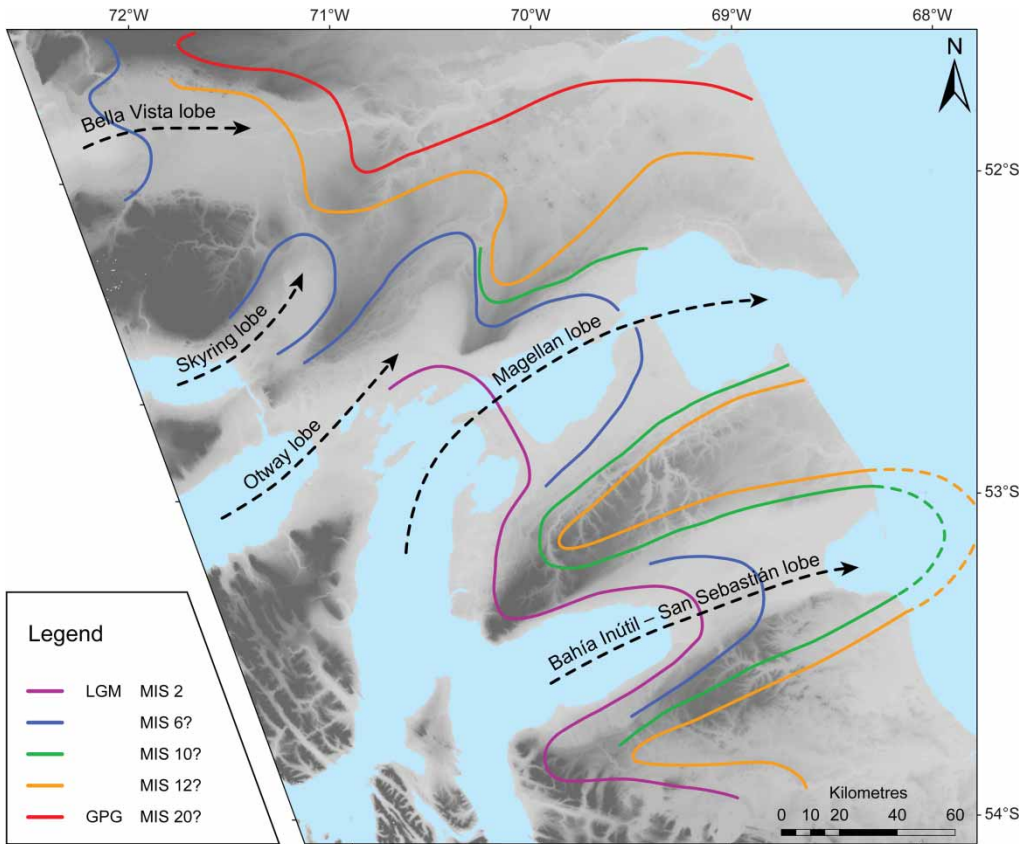 72°W
71°W
70°W
69°W
68°W
N
Bella Vista lobe
52°S
Skyring lobe
Magellan lobe
Otway lobe
53°S
Bahía Inútil – San Sebastián lobe
Legend
LGM MIS 2
MIS 6?
MIS 10?
MIS 12?
GPG MIS 20?
Kilometres
0 10 20 40 60
54°S